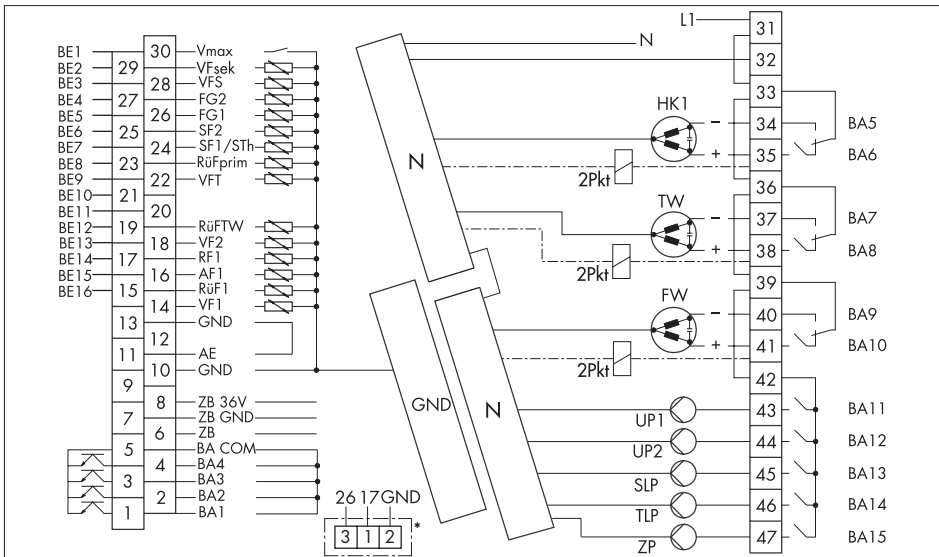 BE1 30 Vmax
BE2 29 VFsek
BE3 28 VFS
BE4 27 FG2
BE5 26 FG1
BE6 25 SF2
BE7 24 SF1/STh
BE8 23 RüFprim
BE9 22 VFT
BE10 21
BE11 20
BE12 19 RüFTW
BE13 18 VF2
BE14 17 RF1
BE15 16 AF1
BE16 15 RüF1
14 VF1
13 GND
12
11 AE
10 GND
9
8 ZB 36V
7 ZB GND
6 ZB
5 BA COM
4 BA4
3 BA3
2 BA2
1 BA1
N
GND
N
26 17 GND
3 1 2 *
L1 31
N 32
33
HK1 − 34 BA5
+ 35 BA6
2Pkt
36
TW − 37 BA7
+ 38 BA8
2Pkt
39
FW − 40 BA9
+ 41 BA10
2Pkt
42
UP1 43 BA11
UP2 44 BA12
SLP 45 BA13
TLP 46 BA14
ZP 47 BA15